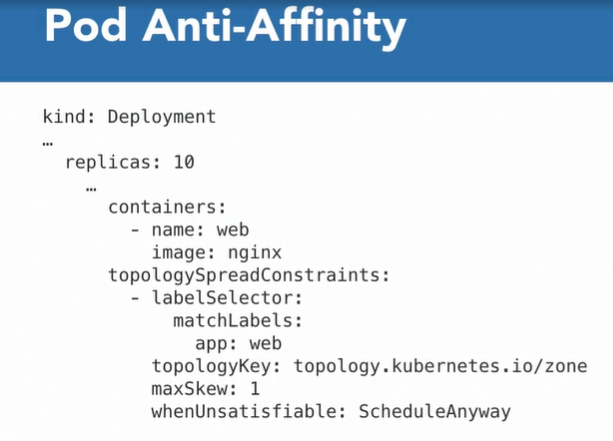 Pod Anti-Affinity
kind: Deployment
…
replicas: 10
…
containers:
- name: web
image: nginx
topologySpreadConstraints:
- labelSelector:
matchLabels:
app: web
topologyKey: topology.kubernetes.io/zone
maxSkew: 1
whenUnsatisfiable: ScheduleAnyway